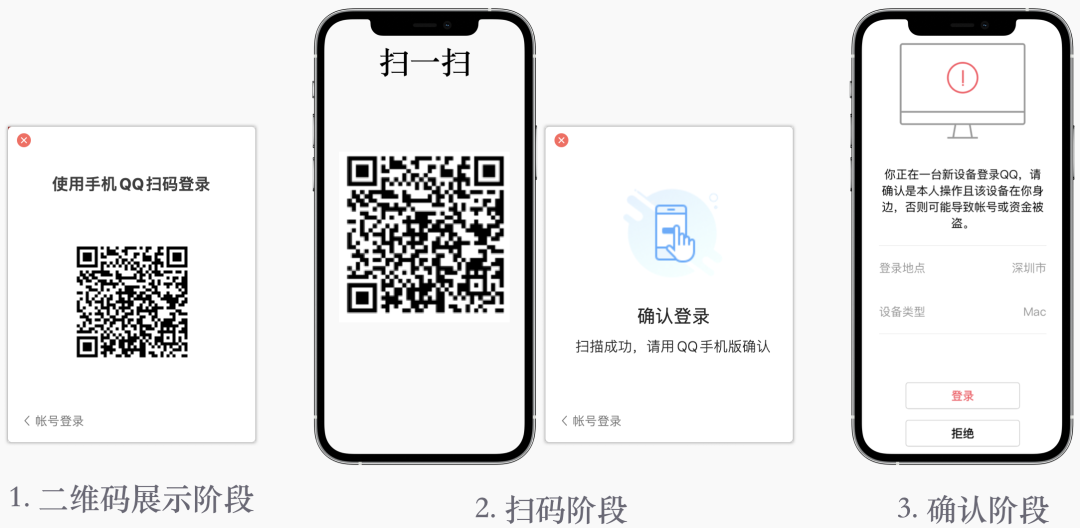 使用手机QQ扫码登录
帐号登录
1. 二维码展示阶段
扫一扫
确认登录
扫描成功，请用QQ手机版确认
帐号登录
2. 扫码阶段
你正在一台新设备登录QQ，请
确认是本人操作且该设备在你身
边，否则可能导致帐号或资金被
盗。
登录地点 深圳市
设备类型 Mac
登录
拒绝
3. 确认阶段